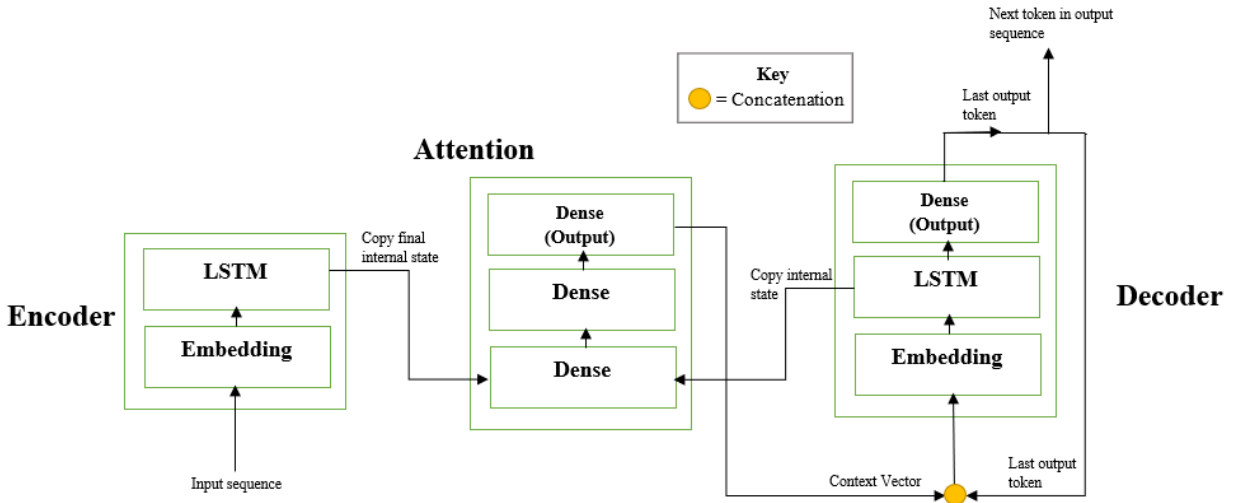 Next token in output
sequence
Key
= Concatenation
Last output
token
Attention
Dense
(Output)
Dense
(Output)
Copy final
internal state
LSTM
Dense
Copy internal
state
LSTM
Encoder
Decoder
Embedding
Dense
Embedding
Input sequence
Context Vector
Last output
token